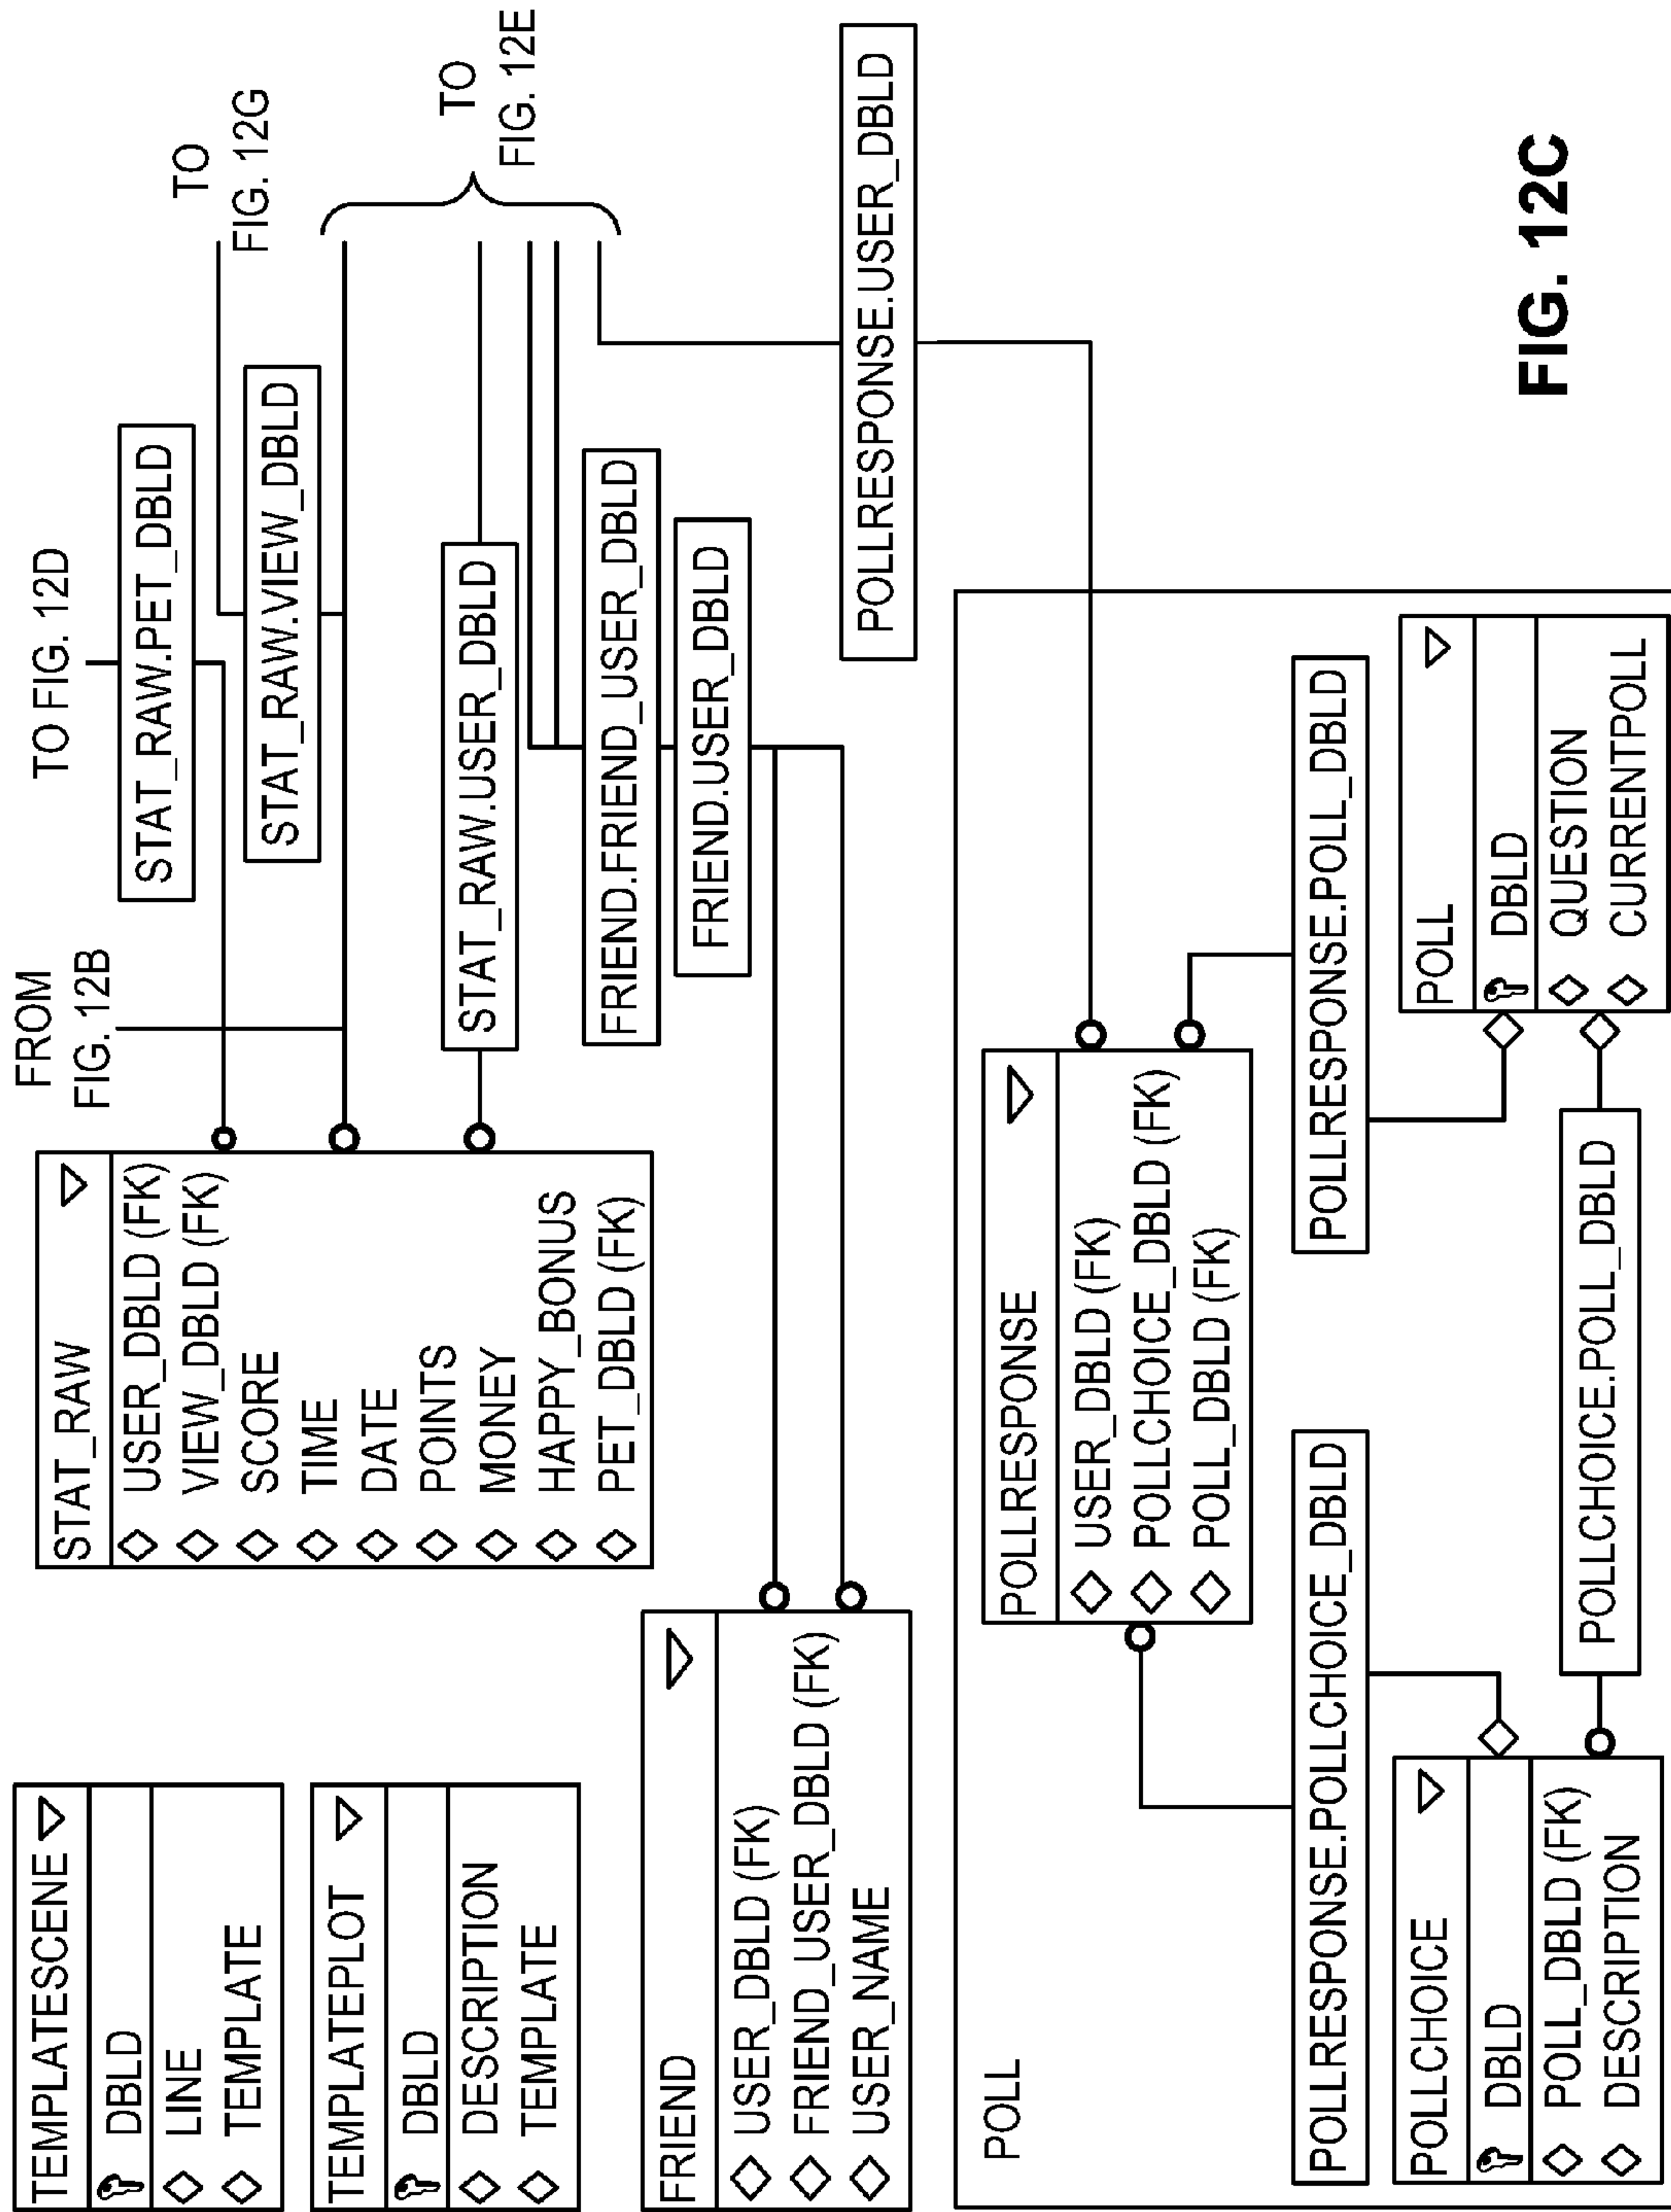 TEMPLATESCENE
DBLD
LINE
TEMPLATE
TEMPLATEPLOT
DBLD
DESCRIPTION
TEMPLATE
STAT_RAW
USER_DBLD (FK)
VIEW_DBLD (FK)
SCORE
TIME
DATE
POINTS
MONEY
HAPPY_BONUS
PET_DBLD (FK)
FROM
FIG. 12B
TO FIG. 12D
STAT_RAW.PET_DBLD
TO
FIG. 12G
STAT_RAW.VIEW_DBLD
STAT_RAW.USER_DBLD
TO
FIG. 12E
FRIEND.FRIEND_USER_DBLD
FRIEND.USER_DBLD
FRIEND
USER_DBLD (FK)
FRIEND_USER_DBLD (FK)
USER_NAME
POLLRESPONSE.USER_DBLD
POLL
POLLRESPONSE
USER_DBLD (FK)
POLLCHOICE_DBLD (FK)
POLL_DBLD (FK)
POLLRESPONSE.POLLCHOICE_DBLD
POLLRESPONSE.POLL_DBLD
POLLCHOICE
DBLD
POLL_DBLD (FK)
DESCRIPTION
POLLCHOICE.POLL_DBLD
POLL
DBLD
QUESTION
CURRENTPOLL
FIG. 12C